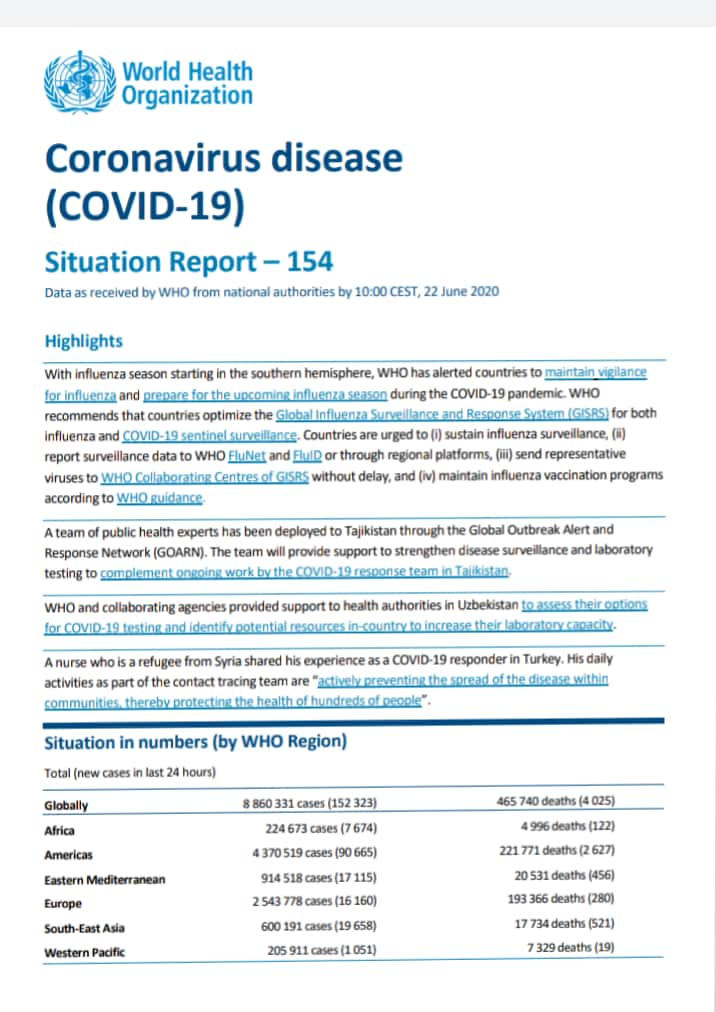 World Health
Organization
Coronavirus disease
(COVID-19)
Situation Report – 154
Data as received by WHO from national authorities by 10:00 CEST, 22 June 2020
Highlights
With influenza season starting in the southern hemisphere, WHO has alerted countries to maintain vigilance
for influenza and prepare for the upcoming influenza season during the COVID-19 pandemic. WHO
recommends that countries optimize the Global Influenza Surveillance and Response System (GISRS) for both
influenza and COVID-19 sentinel surveillance. Countries are urged to (i) sustain influenza surveillance, (ii)
report surveillance data to WHO FluNet and FluID or through regional platforms, (iii) send representative
viruses to WHO Collaborating Centres of GISRS without delay, and (iv) maintain influenza vaccination programs
according to WHO guidance.
A team of public health experts has been deployed to Tajikistan through the Global Outbreak Alert and
Response Network (GOARN). The team will provide support to strengthen disease surveillance and laboratory
testing to complement ongoing work by the COVID-19 response team in Tajikistan.
WHO and collaborating agencies provided support to health authorities in Uzbekistan to assess their options
for COVID-19 testing and identify potential resources in-country to increase their laboratory capacity.
A nurse who is a refugee from Syria shared his experience as a COVID-19 responder in Turkey. His daily
activities as part of the contact tracing team are "actively preventing the spread of the disease within
communities, thereby protecting the health of hundreds of people".
Situation in numbers (by WHO Region)
Total (new cases in last 24 hours)
Globally 8 860 331 cases (152 323) 465 740 deaths (4 025)
Africa 224 673 cases (7 674) 4 996 deaths (122)
Americas 4 370 519 cases (90 665) 221 771 deaths (2 627)
Eastern Mediterranean 914 518 cases (17 115) 20 531 deaths (456)
Europe 2 543 778 cases (16 160) 193 366 deaths (280)
South-East Asia 600 191 cases (19 658) 17 734 deaths (521)
Western Pacific 205 911 cases (1 051) 7 329 deaths (19)